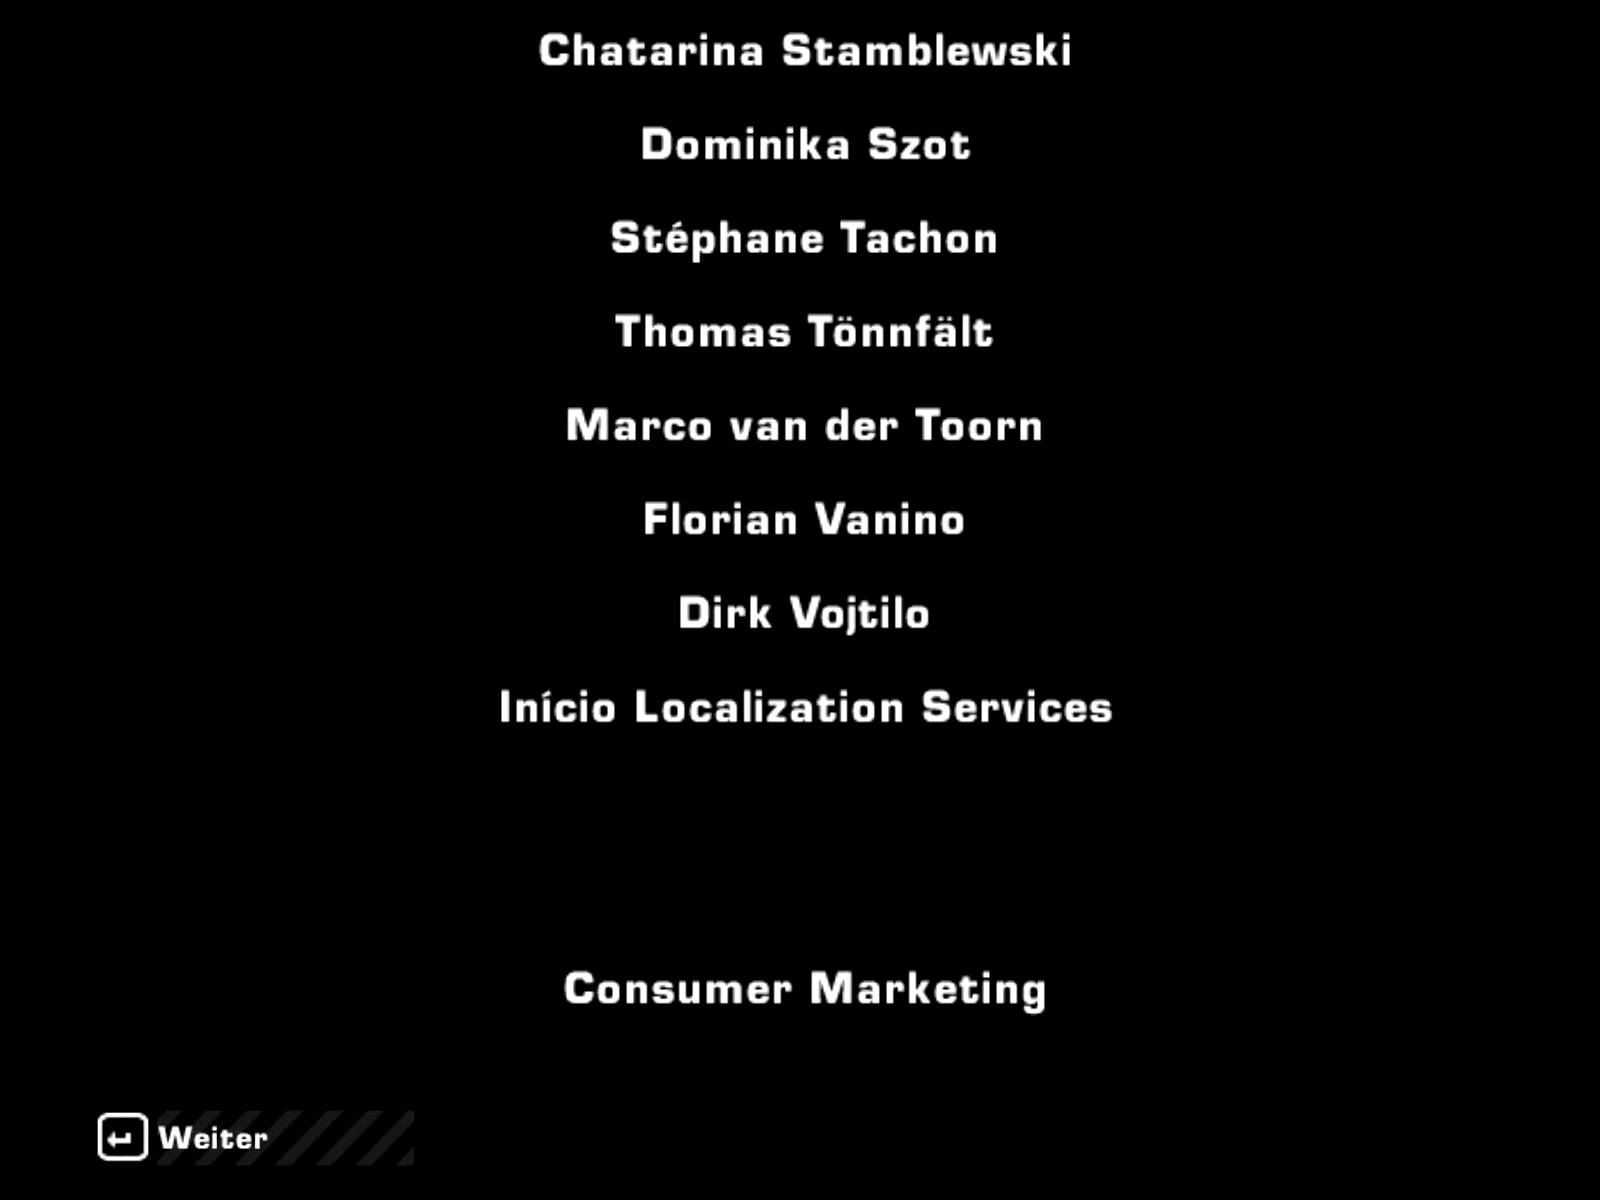 Chatarina Stamblewski
Dominika Szot
Stéphane Tachon
Thomas Tönnfält
Marco van der Toorn
Florian Vanino
Dirk Vojtilo
Início Localization Services
Consumer Marketing
Weiter